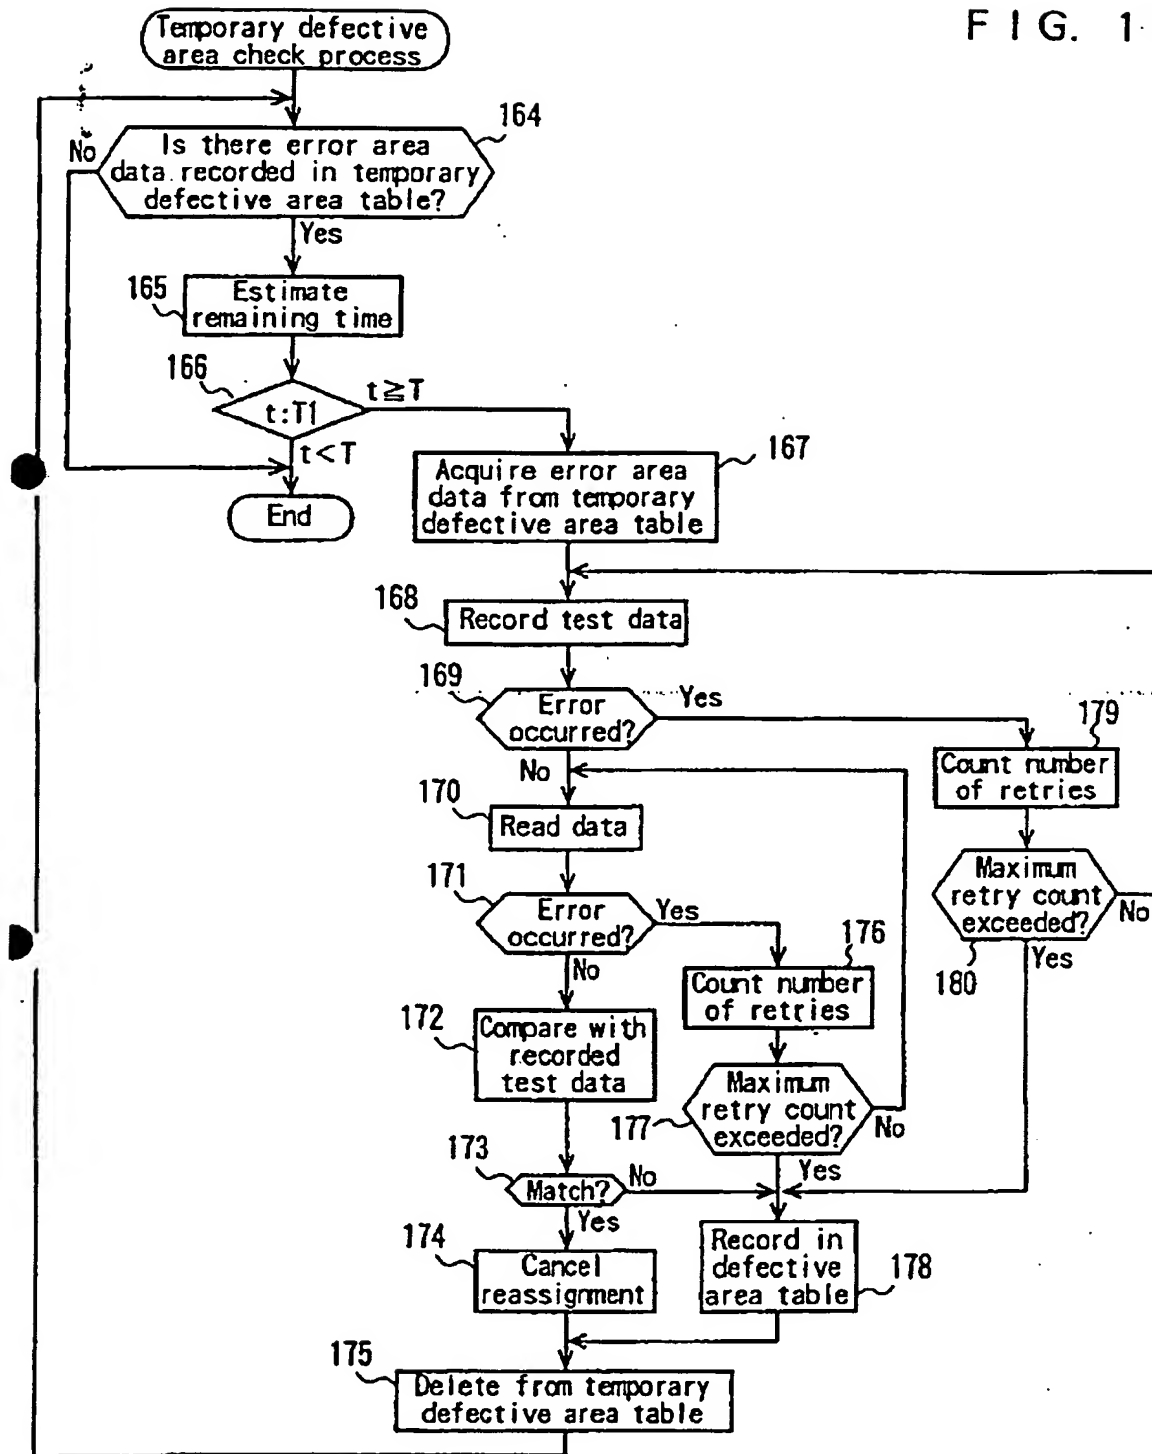 FIG. 1
Temporary defective
area check process
164
Is there error area
data recorded in temporary
defective area table?
No
Yes
165
Estimate
remaining time
166
t:T1
t≧T
t<T
End
167
Acquire error area
data from temporary
defective area table
168
Record test data
169
Error
occurred?
Yes
No
179
Count number
of retries
170
Read data
171
Error
occurred?
Yes
No
Maximum
retry count
exceeded?
No
Yes
180
176
Count number
of retries
172
Compare with
recorded
test data
Maximum
retry count
exceeded?
177
No
Yes
173
Match?
No
Yes
174
Cancel
reassignment
Record in
defective
area table
178
175
Delete from temporary
defective area table